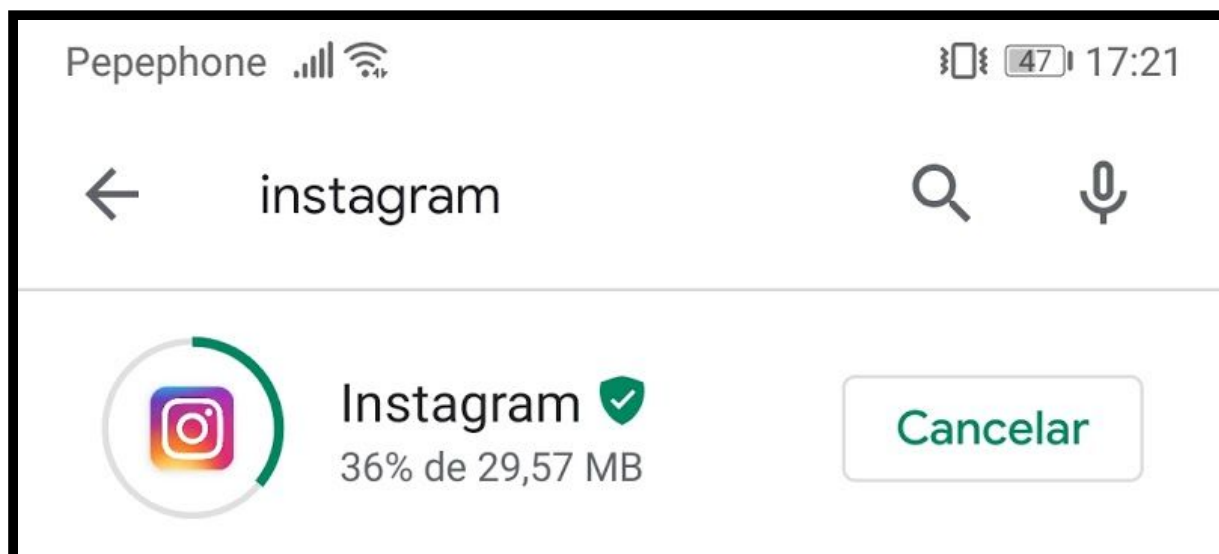 Pepephone 47 17:21
instagram
Instagram
36% de 29,57 MB
Cancelar